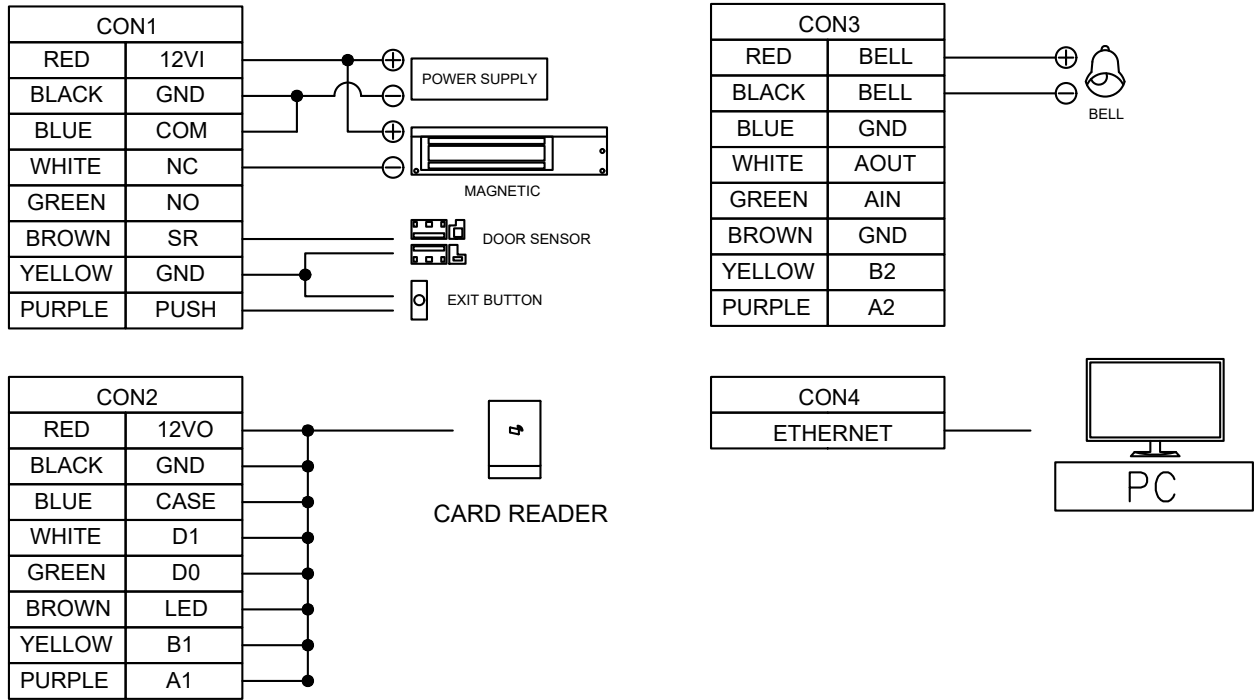 CON1
RED 12VI
BLACK GND
BLUE COM
WHITE NC
GREEN NO
BROWN SR
YELLOW GND
PURPLE PUSH
POWER SUPPLY
MAGNETIC
DOOR SENSOR
EXIT BUTTON
CON3
RED BELL
BLACK BELL
BLUE GND
WHITE AOUT
GREEN AIN
BROWN GND
YELLOW B2
PURPLE A2
BELL
CON2
RED 12VO
BLACK GND
BLUE CASE
WHITE D1
GREEN D0
BROWN LED
YELLOW B1
PURPLE A1
CARD READER
CON4
ETHERNET
PC